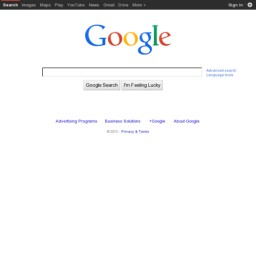 Search Images Maps Play YouTube News Gmail Drive More Sign in
Google
Advanced search
Language tools
Google Search I'm Feeling Lucky
Advertising Programs Business Solutions +Google About Google
Privacy & Terms